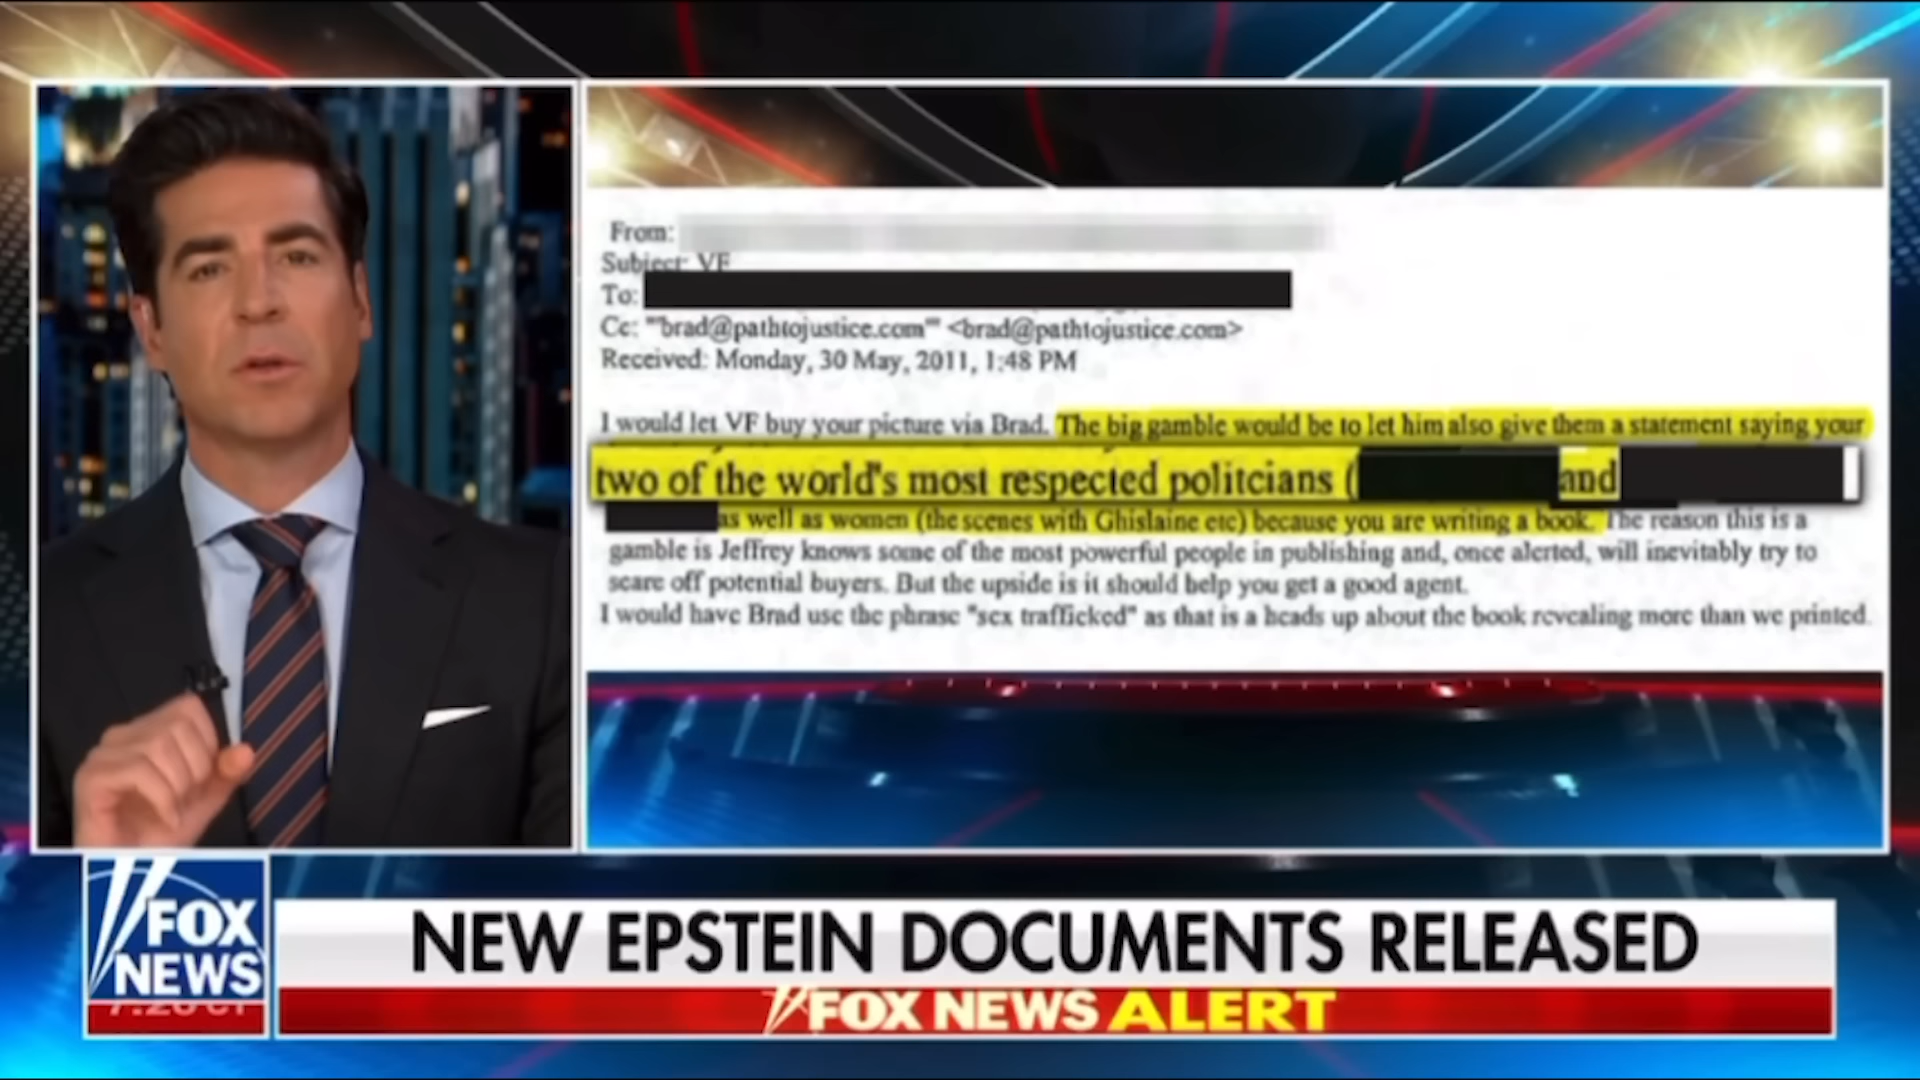 From:
Subject: VF
To:
Cc: "'brad@pathtojustice.com'" <brad@pathtojustice.com>
Received: Monday, 30 May, 2011, 1:48 PM
I would let VF buy your picture via Brad. The big gamble would be to let him also give them a statement saying your
two of the world's most respected politcians ( and
as well as women (the scenes with Ghislaine etc) because you are writing a book. The reason this is a
gamble is Jeffrey knows some of the most powerful people in publishing and, once alerted, will inevitably try to
scare off potential buyers. But the upside is it should help you get a good agent.
I would have Brad use the phrase "sex trafficked" as that is a heads up about the book revealing more than we printed.
FOX
NEWS
NEW EPSTEIN DOCUMENTS RELEASED
FOX NEWS ALERT